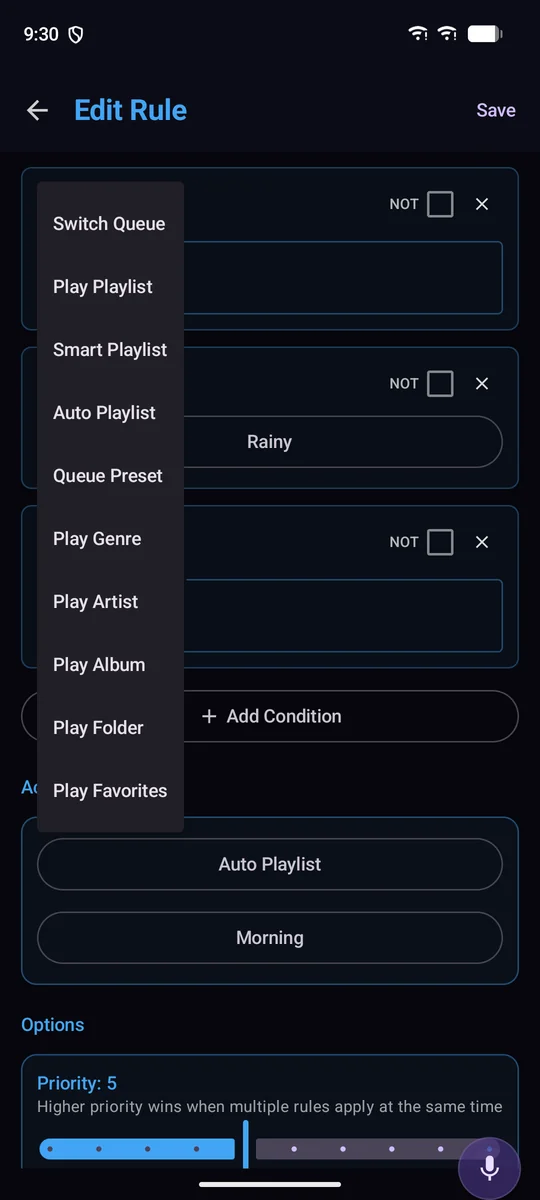 9:30
Edit Rule
Save
NOT
Switch Queue
Play Playlist
Smart Playlist
NOT
Auto Playlist
Rainy
Queue Preset
Play Genre
NOT
Play Artist
Play Album
Add Condition
Play Folder
Play Favorites
Auto Playlist
Morning
Options
Priority: 5
Higher priority wins when multiple rules apply at the same time